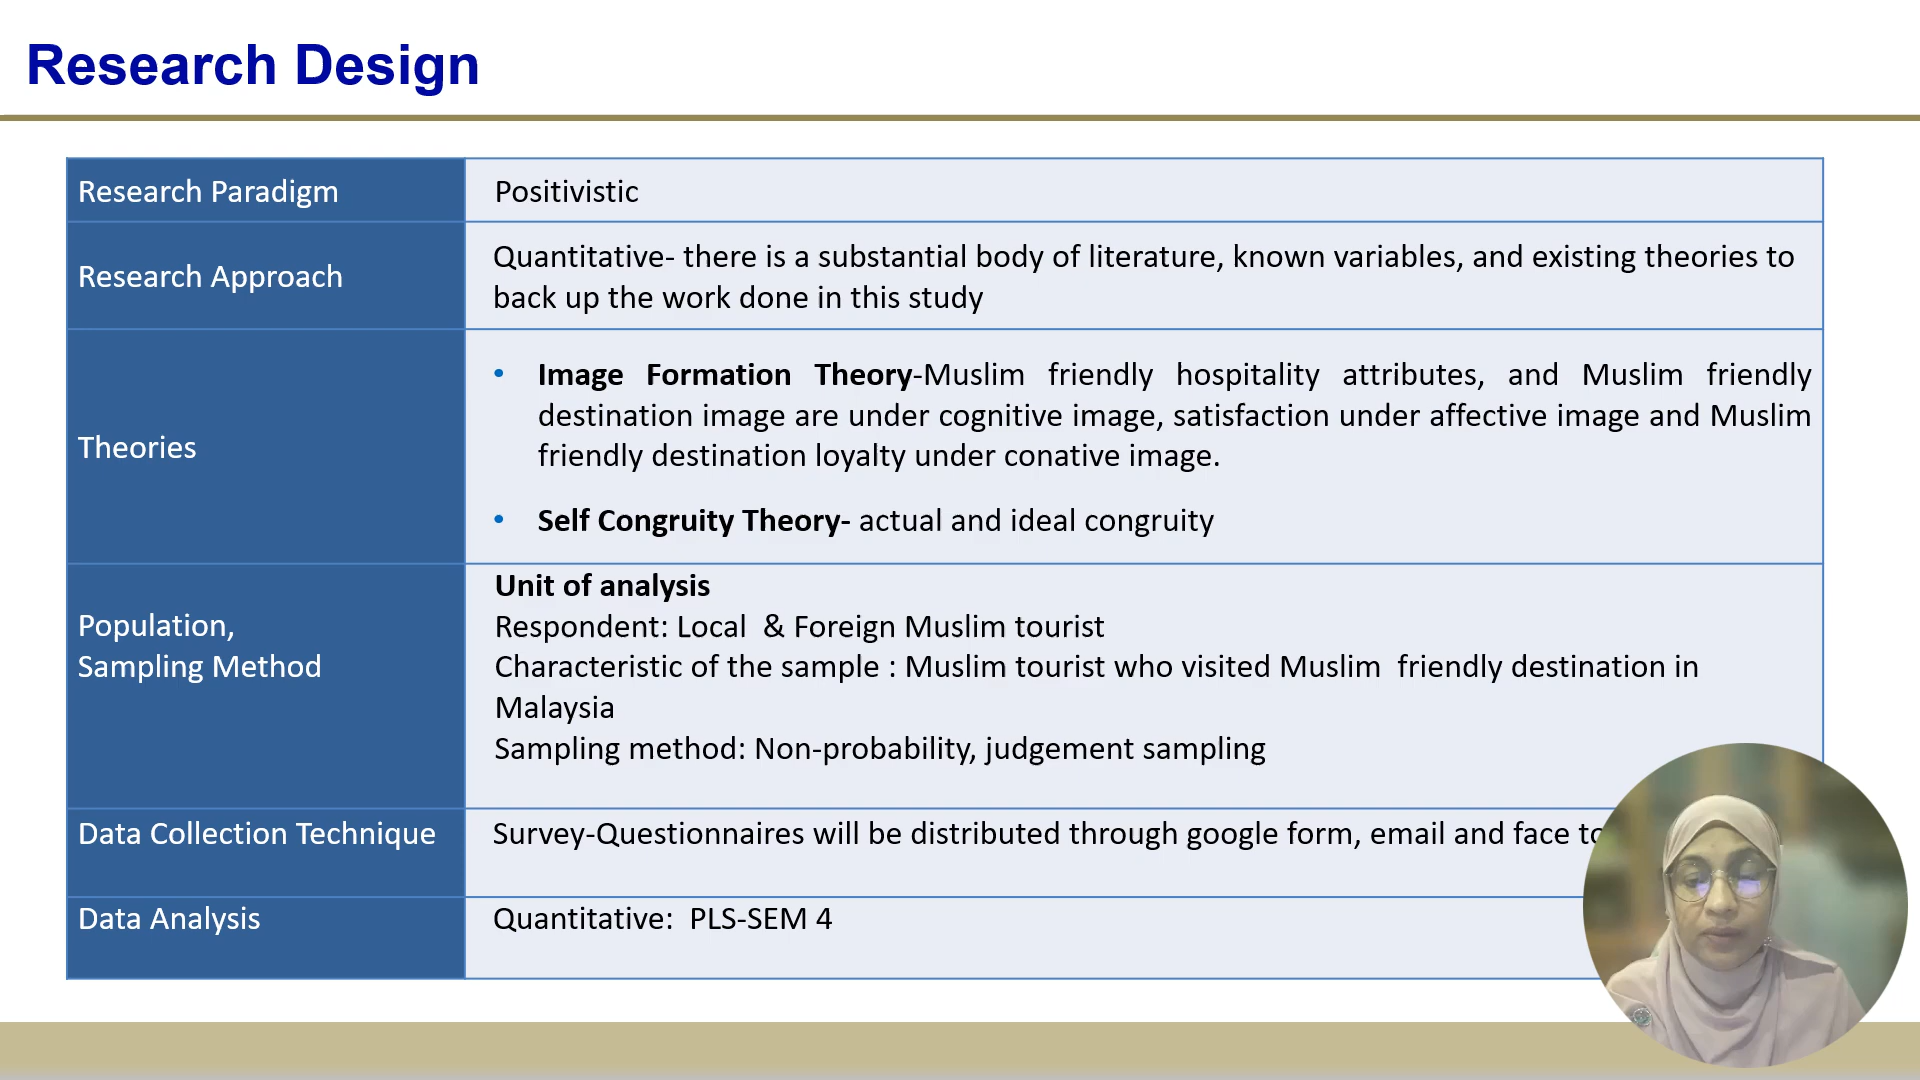 Research Design
Research Paradigm
Positivistic
Research Approach
Quantitative- there is a substantial body of literature, known variables, and existing theories to
back up the work done in this study
Theories
• Image Formation Theory-Muslim friendly hospitality attributes, and Muslim friendly
destination image are under cognitive image, satisfaction under affective image and Muslim
friendly destination loyalty under conative image.
• Self Congruity Theory- actual and ideal congruity
Population,
Sampling Method
Unit of analysis
Respondent: Local & Foreign Muslim tourist
Characteristic of the sample : Muslim tourist who visited Muslim friendly destination in
Malaysia
Sampling method: Non-probability, judgement sampling
Data Collection Technique
Survey-Questionnaires will be distributed through google form, email and face to
Data Analysis
Quantitative: PLS-SEM 4